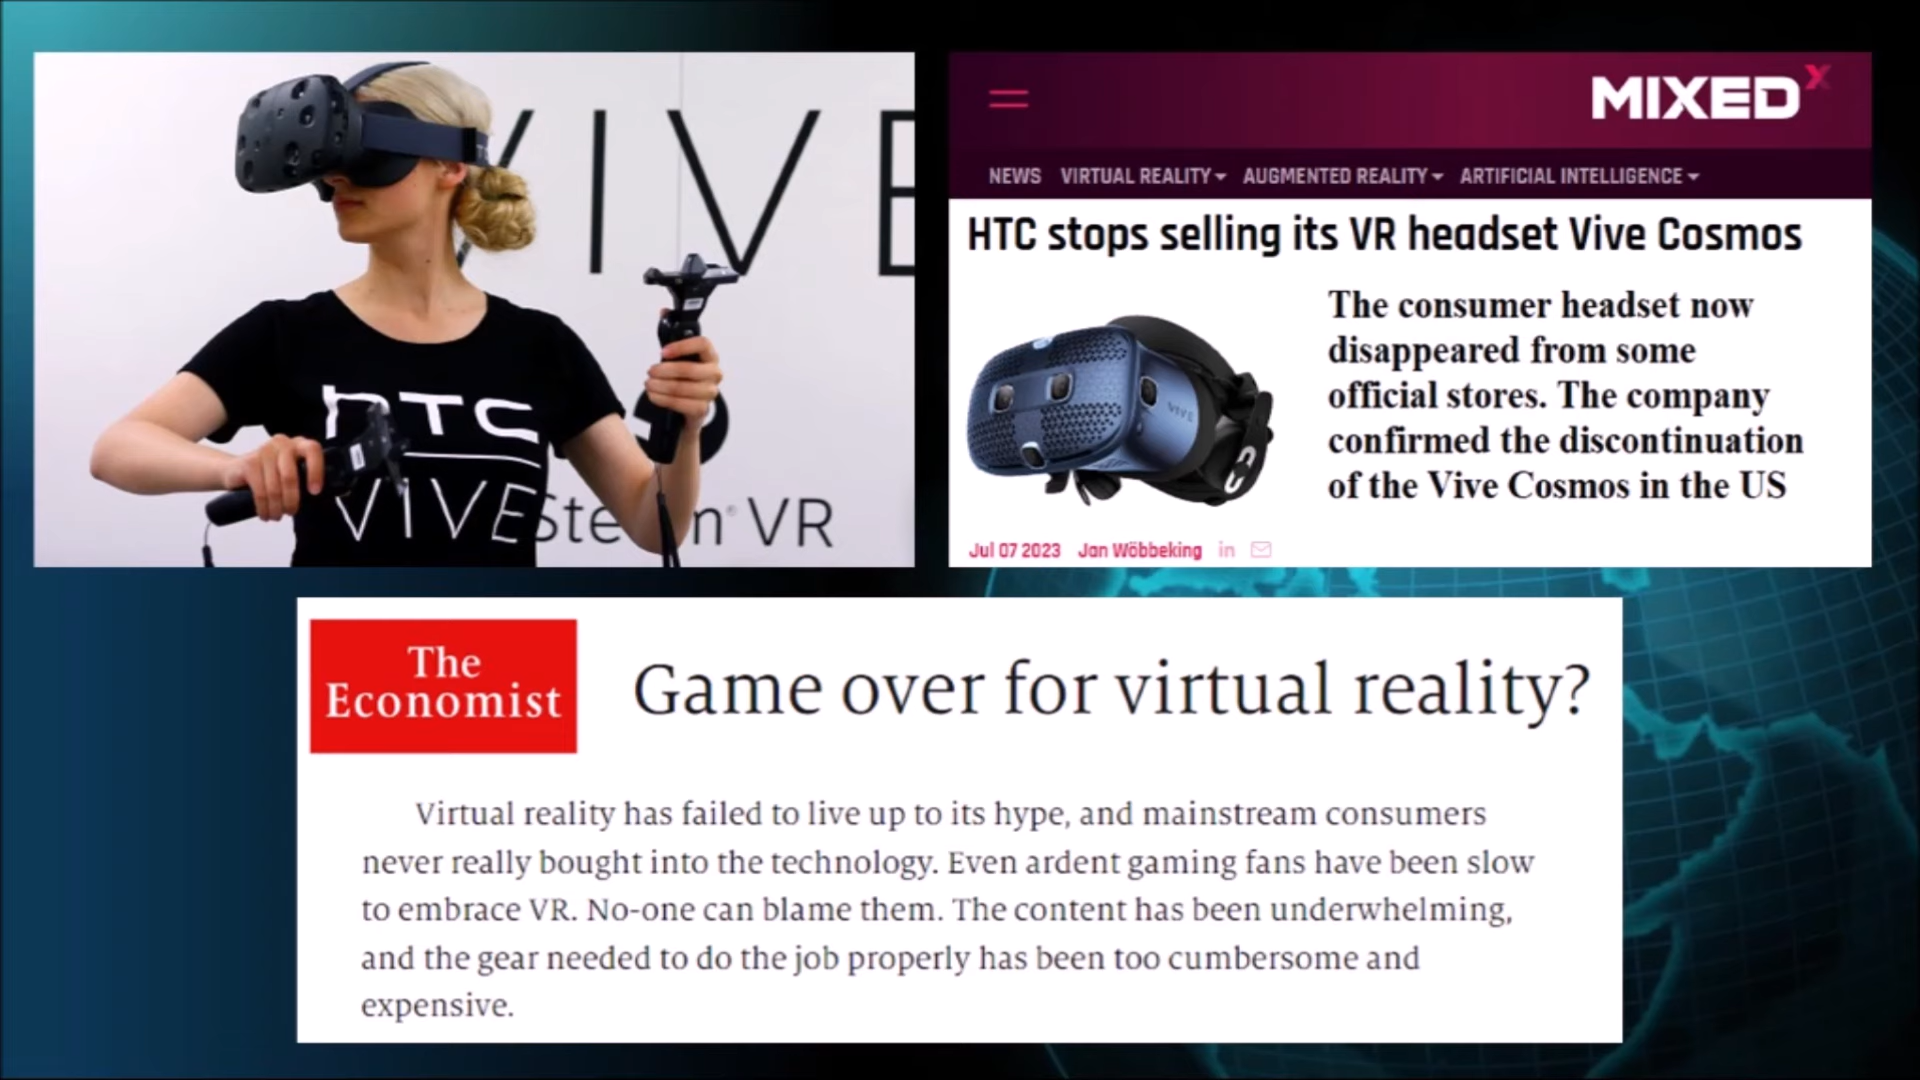 VIVE
hTC
VIVE
Ste m® VR
MIXED X
NEWS VIRTUAL REALITY AUGMENTED REALITY ARTIFICIAL INTELLIGENCE
HTC stops selling its VR headset Vive Cosmos
The consumer headset now
disappeared from some
official stores. The company
confirmed the discontinuation
of the Vive Cosmos in the US
VIVE
Jul 07 2023 Jan Wöbbeking in
The
Economist
Game over for virtual reality?
Virtual reality has failed to live up to its hype, and mainstream consumers
never really bought into the technology. Even ardent gaming fans have been slow
to embrace VR. No-one can blame them. The content has been underwhelming,
and the gear needed to do the job properly has been too cumbersome and
expensive.